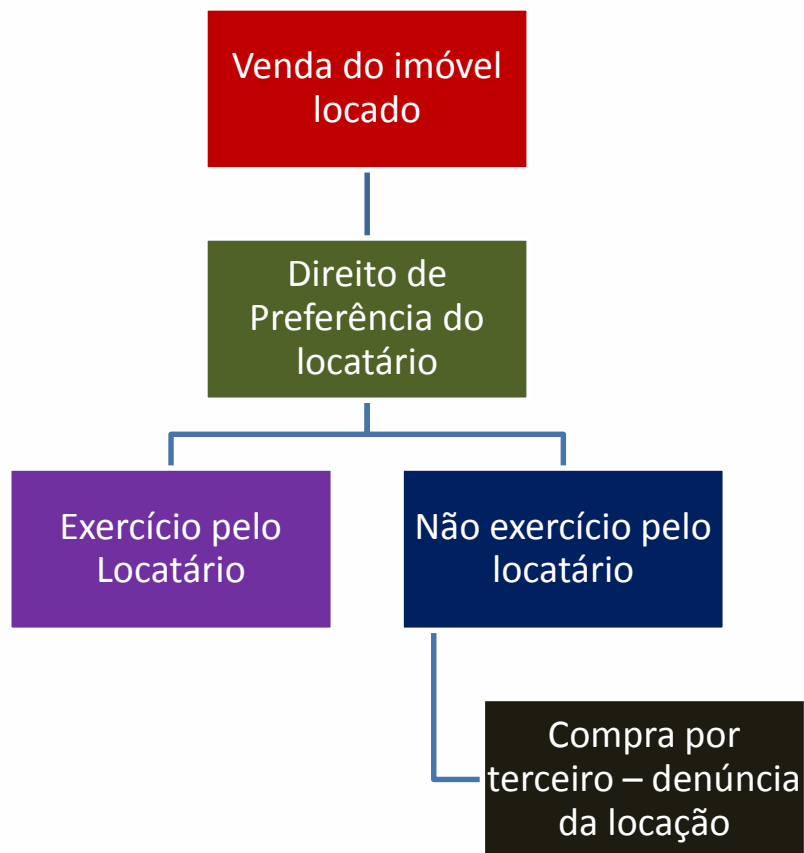 Venda do imóvel
locado
Direito de
Preferência do
locatário
Exercício pelo
Locatário
Não exercício pelo
locatário
Compra por
terceiro – denúncia
da locação